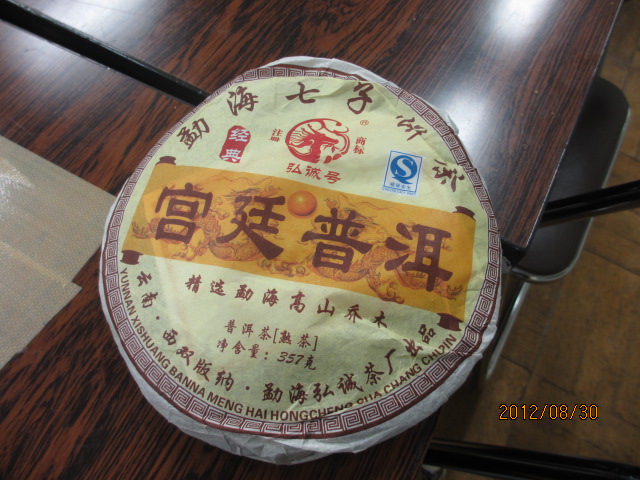 勐海七子饼茶
经典
注册
商标
®
弘诚号
宫廷普洱
精选勐海高山乔木
普洱茶[熟茶]
净含量：357克
云南·西双版纳·勐海弘诚茶厂出品
YUNNAN XISHUANG BANNA MENG HAI HONGCHENG CHA CHANG CHUPIN
2012/08/30